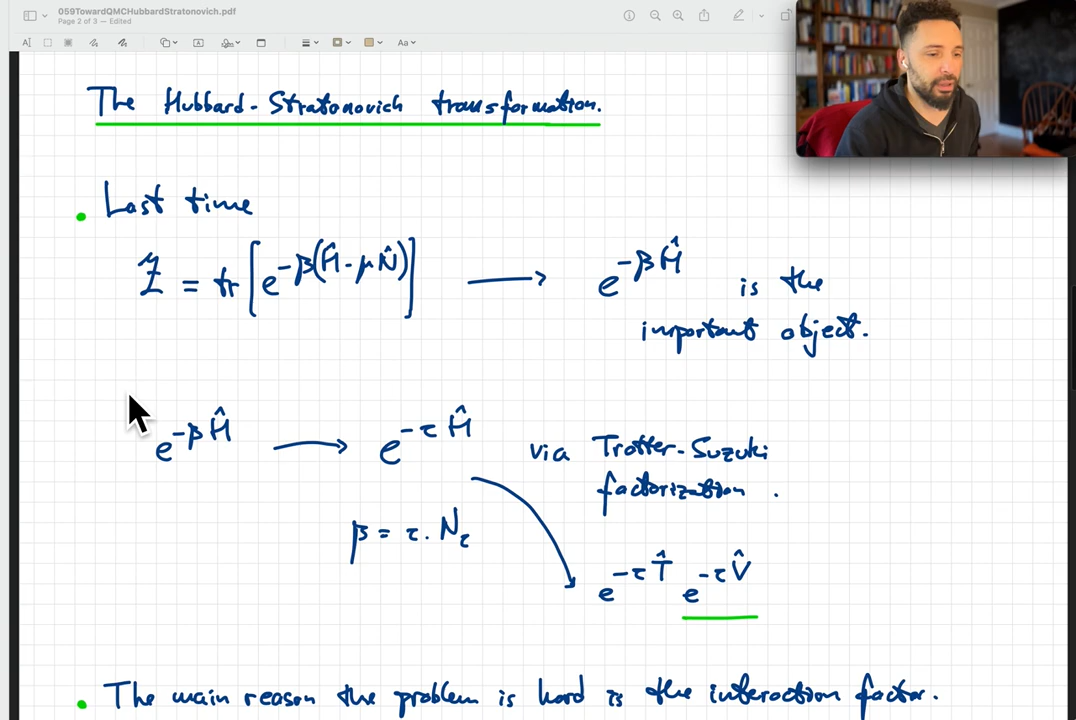 059TowardQMCHubbardStratonovich.pdf
Page 2 of 3 — Edited
Aa
The Hubbard-Stratonovich transformation.
• Last time
Z = tr[e^{-β(Ĥ-μN̂)}] ⟶ e^{-βĤ} is the
important object.
e^{-βĤ} ⟶ e^{-τĤ} via Trotter-Suzuki
factorization.
β = τ. N_τ
e^{-τT̂} e^{-τV̂}
• The main reason the problem is hard is the interaction factor.